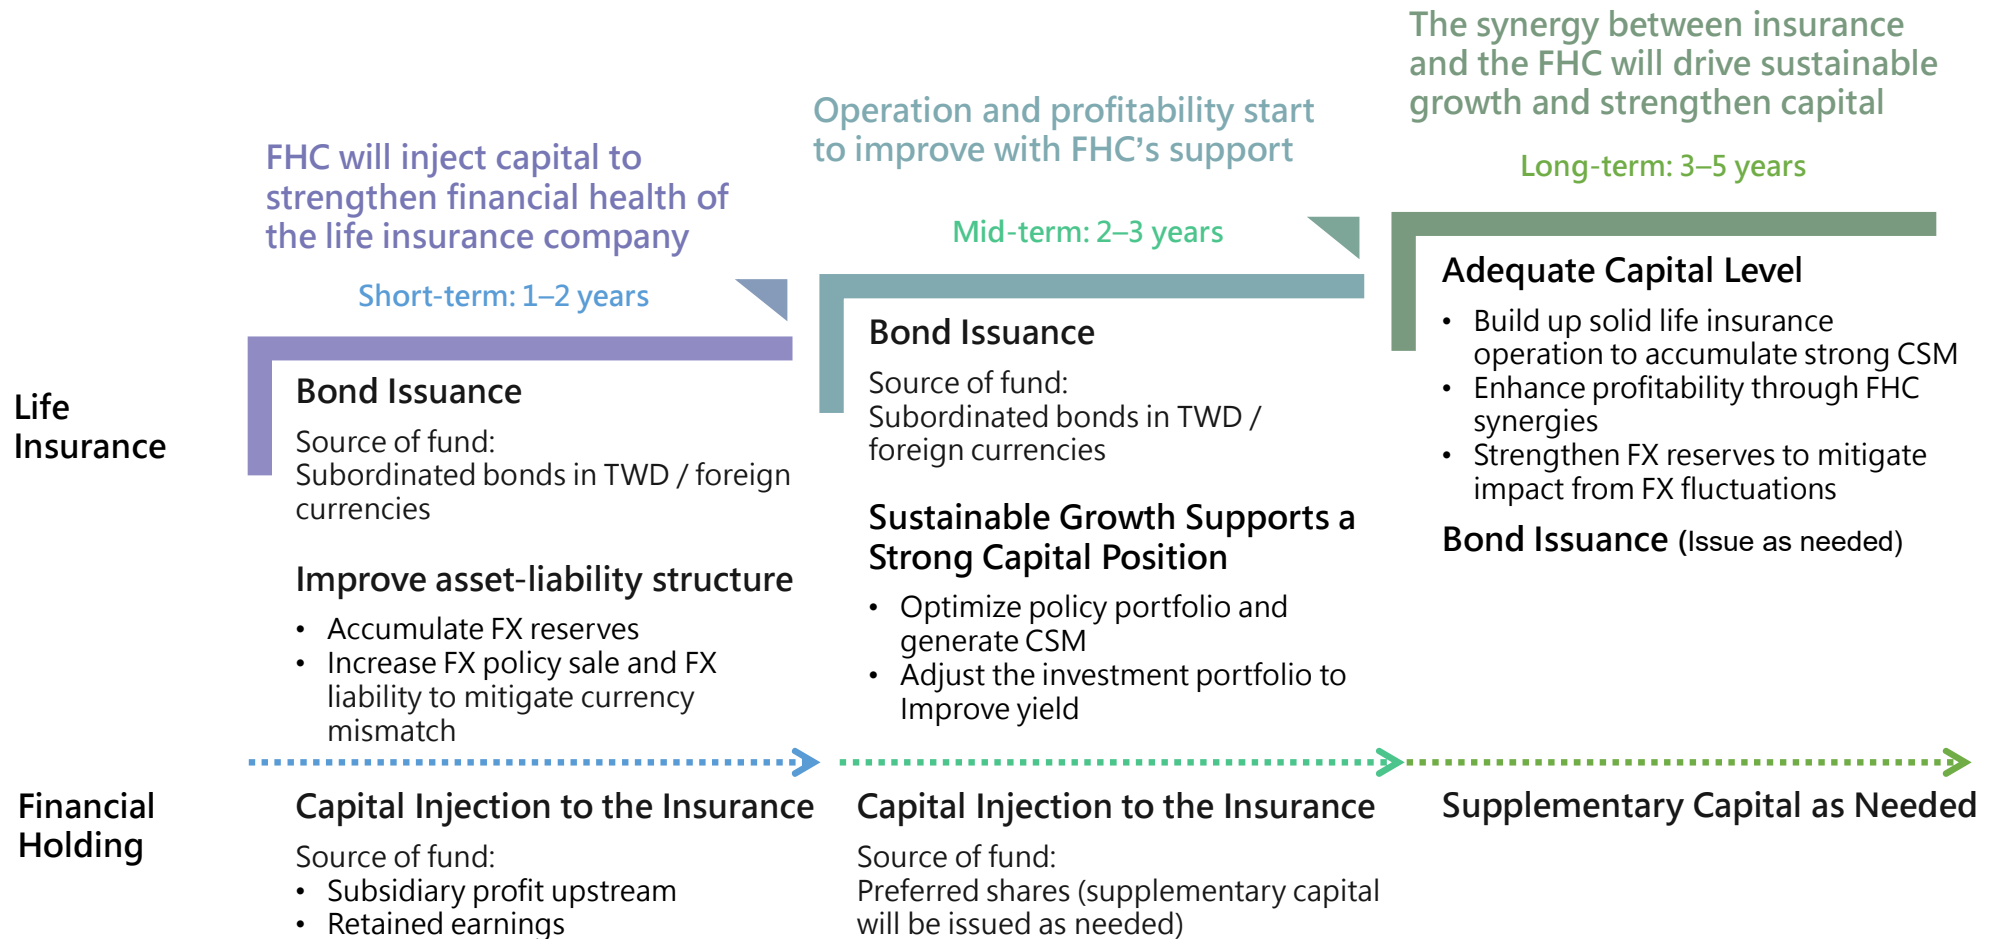 FHC will inject capital to
strengthen financial health of
the life insurance company
Short-term: 1–2 years
Operation and profitability start
to improve with FHC’s support
Mid-term: 2–3 years
The synergy between insurance
and the FHC will drive sustainable
growth and strengthen capital
Long-term: 3–5 years
Life
Insurance
Bond Issuance
Source of fund:
Subordinated bonds in TWD / foreign
currencies
Improve asset-liability structure
• Accumulate FX reserves
• Increase FX policy sale and FX
liability to mitigate currency
mismatch
Bond Issuance
Source of fund:
Subordinated bonds in TWD /
foreign currencies
Sustainable Growth Supports a
Strong Capital Position
• Optimize policy portfolio and
generate CSM
• Adjust the investment portfolio to
Improve yield
Adequate Capital Level
• Build up solid life insurance
operation to accumulate strong CSM
• Enhance profitability through FHC
synergies
• Strengthen FX reserves to mitigate
impact from FX fluctuations
Bond Issuance (Issue as needed)
Financial
Holding
Capital Injection to the Insurance
Source of fund:
• Subsidiary profit upstream
• Retained earnings
Capital Injection to the Insurance
Source of fund:
Preferred shares (supplementary capital
will be issued as needed)
Supplementary Capital as Needed